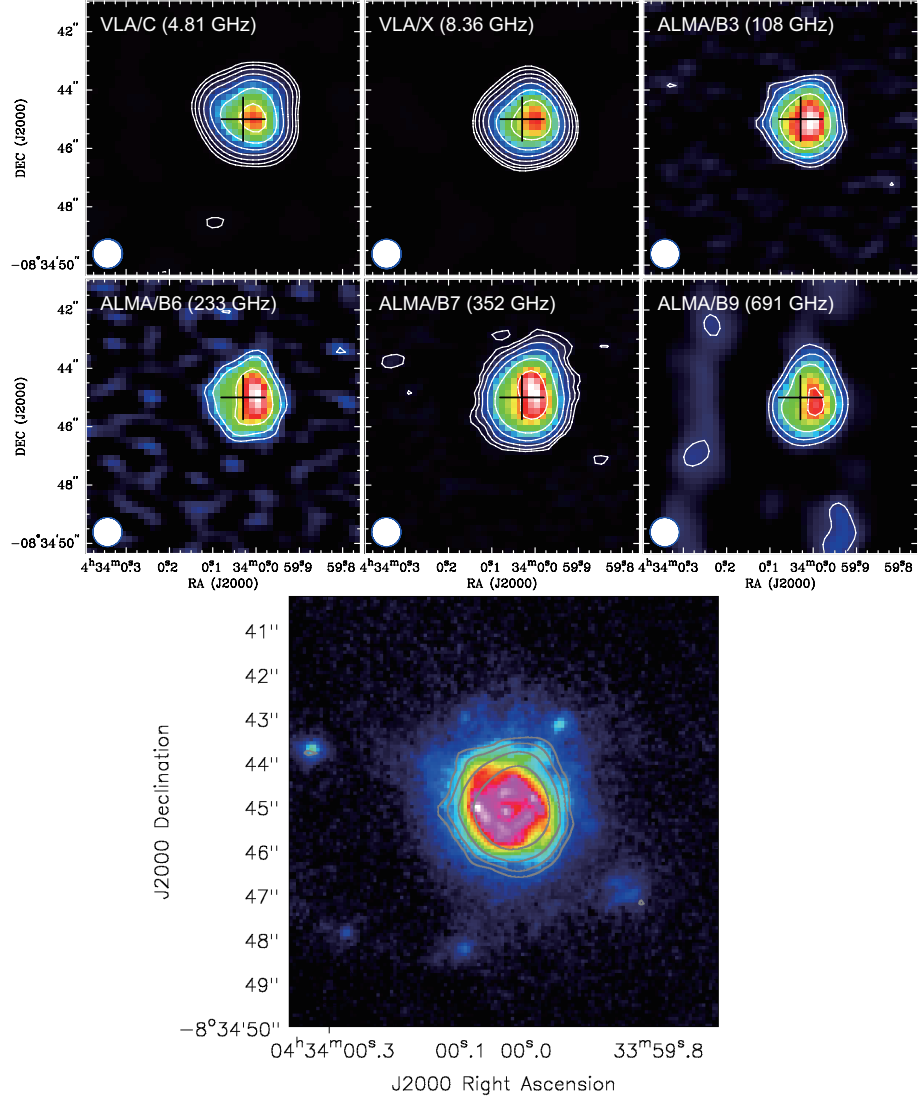 VLA/C (4.81 GHz) VLA/X (8.36 GHz) ALMA/B3 (108 GHz)
42″
44″
46″
48″
−08°34′50″
DEC (J2000)
ALMA/B6 (233 GHz) ALMA/B7 (352 GHz) ALMA/B9 (691 GHz)
42″
44″
46″
48″
−08°34′50″
DEC (J2000)
4ʰ34ᵐ0ˢ.3 0ˢ.2 0ˢ.1 34ᵐ0ˢ.0 59ˢ.9 59ˢ.8 4ʰ34ᵐ0ˢ.3 0ˢ.2 0ˢ.1 34ᵐ0ˢ.0 59ˢ.9 59ˢ.8 4ʰ34ᵐ0ˢ.3 0ˢ.2 0ˢ.1 34ᵐ0ˢ.0 59ˢ.9 59ˢ.8
RA (J2000) RA (J2000) RA (J2000)
41″
42″
43″
44″
45″
46″
47″
48″
49″
−8°34′50″
J2000 Declination
04ʰ34ᵐ00ˢ.3 00ˢ.1 00ˢ.0 33ᵐ59ˢ.8
J2000 Right Ascension